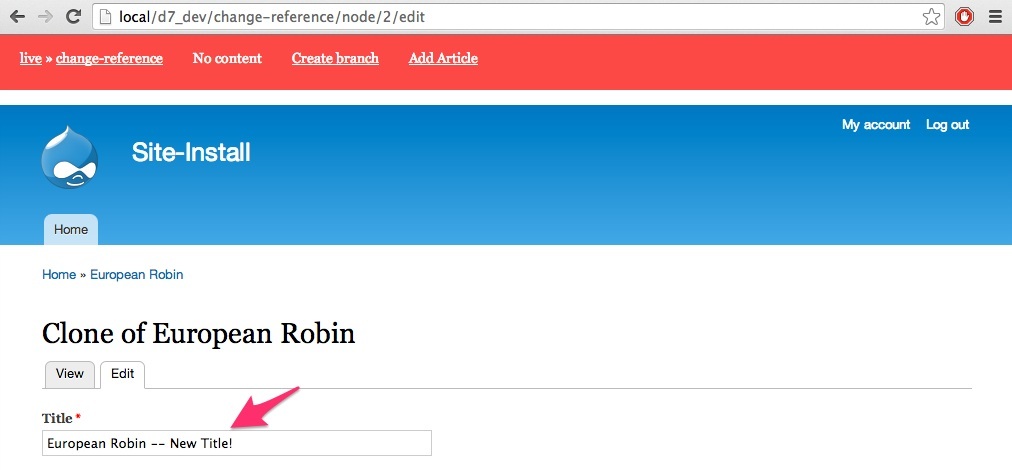 local/d7_dev/change-reference/node/2/edit
live » change-reference No content Create branch Add Article
My account Log out
Site-Install
Home
Home » European Robin
Clone of European Robin
View Edit
Title *
European Robin -- New Title!